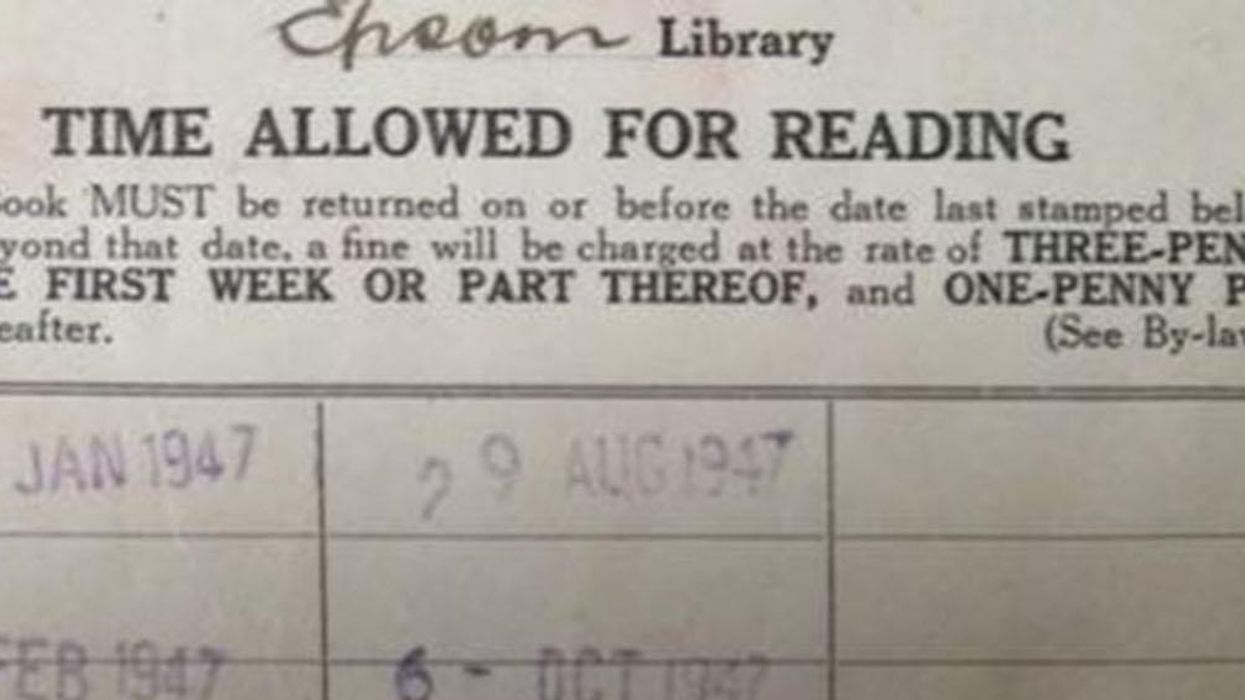 Epsom Library
TIME ALLOWED FOR READING
ook MUST be returned on or before the date last stamped bel
yond that date, a fine will be charged at the rate of THREE-PEN
E FIRST WEEK OR PART THEREOF, and ONE-PENNY P
eafter. (See By-law
JAN 1947 29 AUG 1947
FEB 1947 6 - OCT 1947